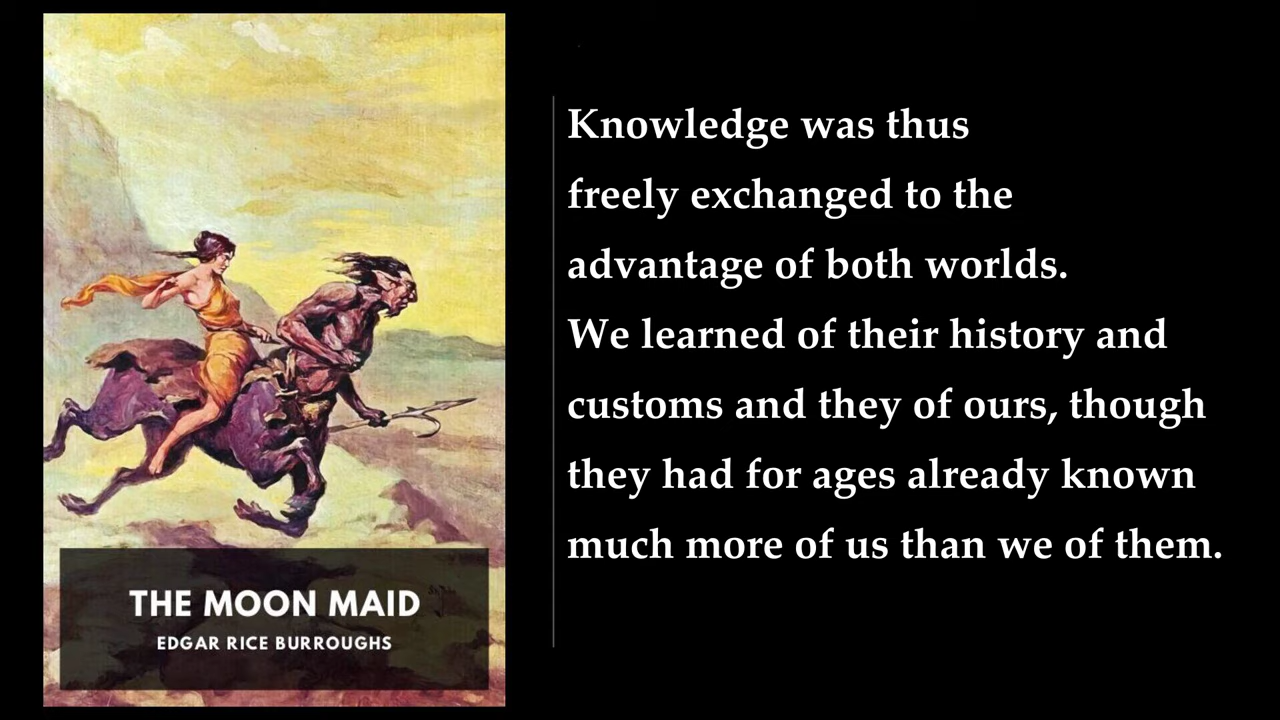 THE MOON MAID
EDGAR RICE BURROUGHS
Knowledge was thus
freely exchanged to the
advantage of both worlds.
We learned of their history and
customs and they of ours, though
they had for ages already known
much more of us than we of them.